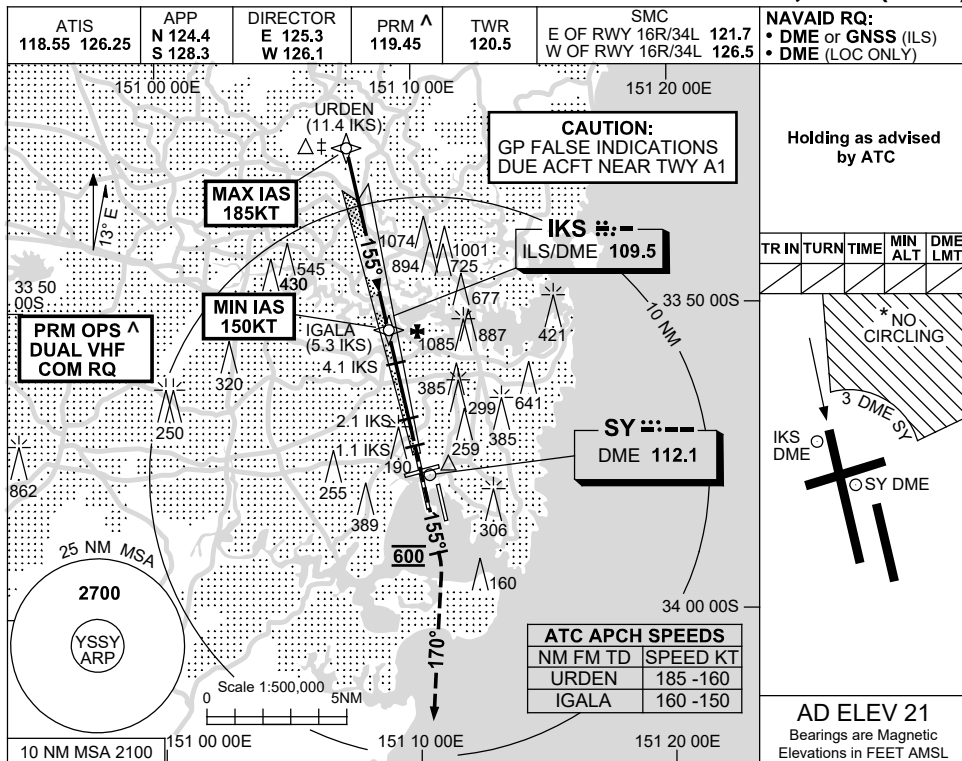 ATIS
118.55 126.25
APP
N 124.4
S 128.3
DIRECTOR
E 125.3
W 126.1
PRM ^
119.45
TWR
120.5
SMC
E OF RWY 16R/34L 121.7
W OF RWY 16R/34L 126.5
NAVAID RQ:
• DME or GNSS (ILS)
• DME (LOC ONLY)
151 00 00E
151 10 00E
151 20 00E
URDEN
(11.4 IKS)
‡
CAUTION:
GP FALSE INDICATIONS
DUE ACFT NEAR TWY A1
Holding as advised
by ATC
MAX IAS
185KT
13° E
IKS
ILS/DME 109.5
155°
1074
1001
894
725
545
430
677
TR IN
TURN
TIME
MIN
ALT
DME
LMT
33 50
00S
33 50 00S
MIN IAS
150KT
IGALA
(5.3 IKS)
1085
887
421
10 NM
PRM OPS ^
DUAL VHF
COM RQ
* NO
CIRCLING
3 DME SY
4.1 IKS
320
385
641
299
250
2.1 IKS
385
259
1.1 IKS
190
SY
DME 112.1
IKS
DME
SY DME
862
255
389
306
155°
600
160
25 NM MSA
2700
YSSY
ARP
34 00 00S
170°
ATC APCH SPEEDS
NM FM TD SPEED KT
URDEN 185 -160
IGALA 160 -150
Scale 1:500,000
0 5NM
10 NM MSA 2100
151 00 00E
151 10 00E
151 20 00E
AD ELEV 21
Bearings are Magnetic
Elevations in FEET AMSL